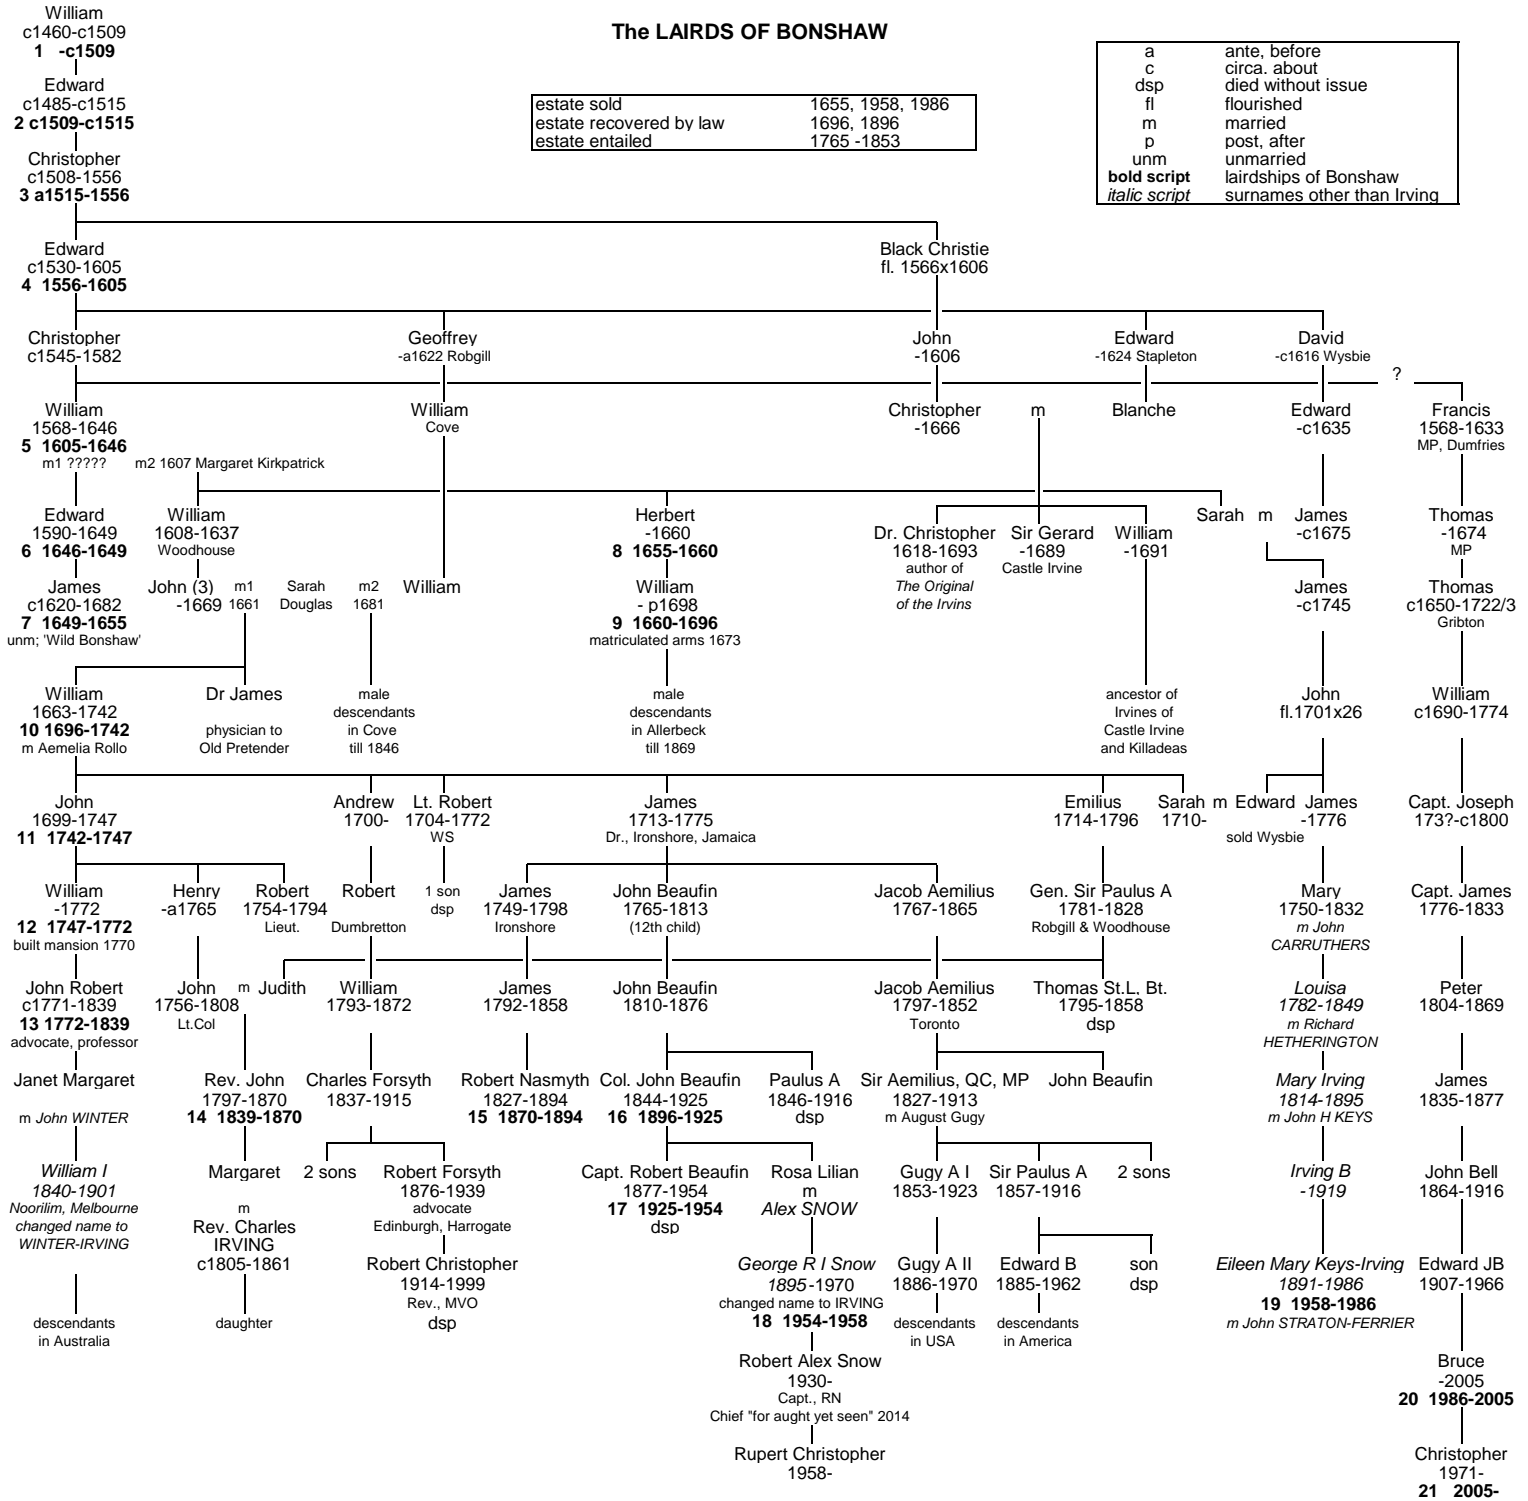 William
c1460-c1509
1 -c1509
The LAIRDS OF BONSHAW
a ante, before
c circa. about
dsp died without issue
fl flourished
m married
p post, after
unm unmarried
bold script lairdships of Bonshaw
italic script surnames other than Irving
estate sold 1655, 1958, 1986
estate recovered by law 1696, 1896
estate entailed 1765 -1853
Edward
c1485-c1515
2 c1509-c1515
Christopher
c1508-1556
3 a1515-1556
Edward
c1530-1605
4 1556-1605
Black Christie
fl. 1566x1606
Christopher
c1545-1582
Geoffrey
-a1622 Robgill
John
-1606
Edward
-1624 Stapleton
David
-c1616 Wysbie
?
William
1568-1646
5 1605-1646
m1 ?????
m2 1607 Margaret Kirkpatrick
William
Cove
Christopher
-1666
m
Blanche
Edward
-c1635
Francis
1568-1633
MP, Dumfries
Edward
1590-1649
6 1646-1649
William
1608-1637
Woodhouse
Herbert
-1660
8 1655-1660
Dr. Christopher
1618-1693
author of
The Original
of the Irvins
Sir Gerard
-1689
Castle Irvine
William
-1691
Sarah m James
-c1675
Thomas
-1674
MP
James
c1620-1682
7 1649-1655
unm; 'Wild Bonshaw'
John (3)
-1669
m1
1661
Sarah
Douglas
m2
1681
William
William
- p1698
9 1660-1696
matriculated arms 1673
James
-c1745
Thomas
c1650-1722/3
Gribton
William
1663-1742
10 1696-1742
m Aemelia Rollo
Dr James
physician to
Old Pretender
male
descendants
in Cove
till 1846
male
descendants
in Allerbeck
till 1869
ancestor of
Irvines of
Castle Irvine
and Killadeas
John
fl.1701x26
William
c1690-1774
John
1699-1747
11 1742-1747
Andrew
1700-
Lt. Robert
1704-1772
WS
James
1713-1775
Dr., Ironshore, Jamaica
Emilius
1714-1796
Sarah m Edward
1710-
James
-1776
sold Wysbie
Capt. Joseph
173?-c1800
William
-1772
12 1747-1772
built mansion 1770
Henry
-a1765
Robert
1754-1794
Lieut.
Robert
Dumbretton
1 son
dsp
James
1749-1798
Ironshore
John Beaufin
1765-1813
(12th child)
Jacob Aemilius
1767-1865
Gen. Sir Paulus A
1781-1828
Robgill & Woodhouse
Mary
1750-1832
m John
CARRUTHERS
Capt. James
1776-1833
John Robert
c1771-1839
13 1772-1839
advocate, professor
John
1756-1808
Lt.Col
m Judith
William
1793-1872
James
1792-1858
John Beaufin
1810-1876
Jacob Aemilius
1797-1852
Toronto
Thomas St.L, Bt.
1795-1858
dsp
Louisa
1782-1849
m Richard
HETHERINGTON
Peter
1804-1869
Janet Margaret
m John WINTER
Rev. John
1797-1870
14 1839-1870
Charles Forsyth
1837-1915
Robert Nasmyth
1827-1894
15 1870-1894
Col. John Beaufin
1844-1925
16 1896-1925
Paulus A
1846-1916
dsp
Sir Aemilius, QC, MP
1827-1913
m August Gugy
John Beaufin
Mary Irving
1814-1895
m John H KEYS
James
1835-1877
William I
1840-1901
Noorilim, Melbourne
changed name to
WINTER-IRVING
Margaret
m
Rev. Charles
IRVING
c1805-1861
2 sons
Robert Forsyth
1876-1939
advocate
Edinburgh, Harrogate
Capt. Robert Beaufin
1877-1954
17 1925-1954
dsp
Rosa Lilian
m
Alex SNOW
Gugy A I
1853-1923
Sir Paulus A
1857-1916
2 sons
Irving B
-1919
John Bell
1864-1916
Robert Christopher
1914-1999
Rev., MVO
dsp
George R I Snow
1895-1970
changed name to IRVING
18 1954-1958
Gugy A II
1886-1970
Edward B
1885-1962
son
dsp
Eileen Mary Keys-Irving
1891-1986
19 1958-1986
m John STRATON-FERRIER
Edward JB
1907-1966
descendants
in Australia
daughter
descendants
in USA
descendants
in America
Robert Alex Snow
1930-
Capt., RN
Chief "for aught yet seen" 2014
Bruce
-2005
20 1986-2005
Rupert Christopher
1958-
Christopher
1971-
21 2005-